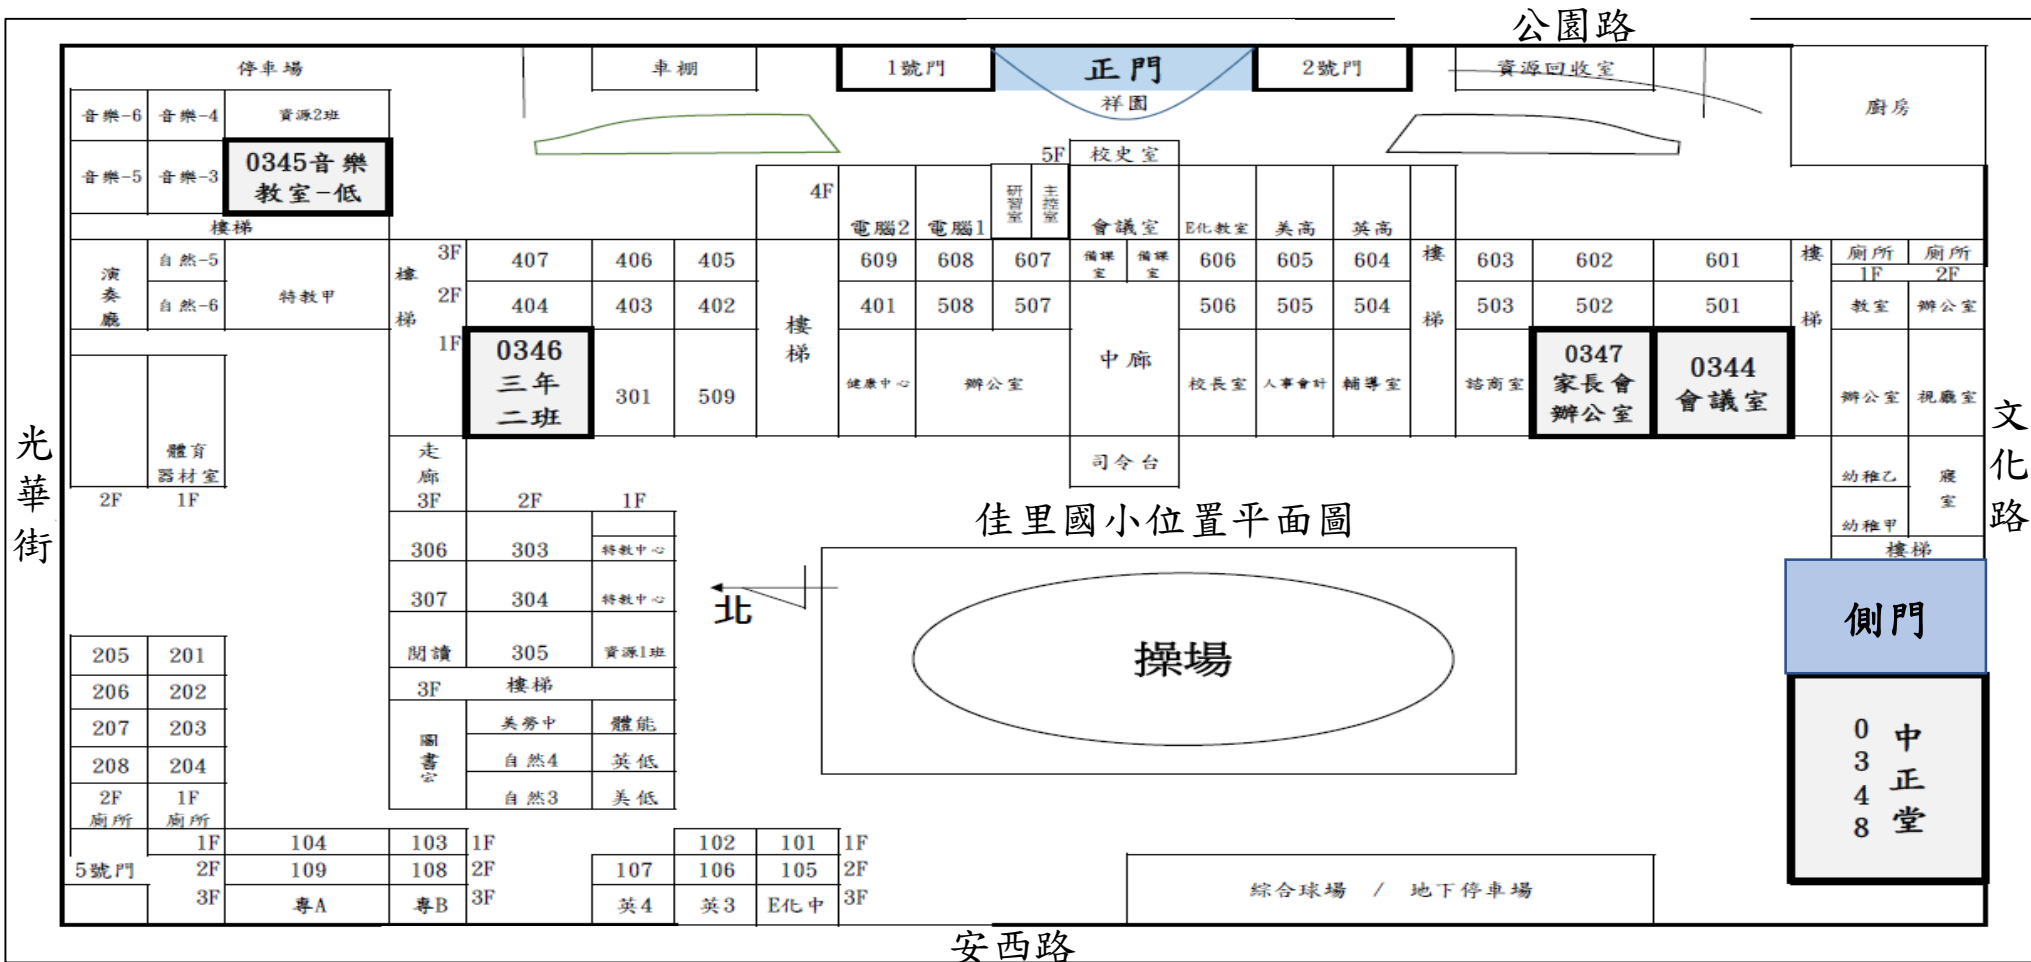 公園路
停車場
車棚
1號門
正門
2號門
資源回收室
祥園
廚房
音樂-6
音樂-4
資源2班
音樂-5
音樂-3
0345音樂
教室-低
5F
校史室
4F
研習室
主控室
樓梯
電腦2
電腦1
會議室
E化教室
美高
英高
演奏廳
自然-5
自然-6
特教甲
樓梯
3F
2F
1F
407
406
405
404
403
402
0346
三年
二班
301
509
樓梯
609
608
607
備課室
備課室
606
605
604
樓梯
603
602
601
樓梯
廁所
廁所
1F
2F
401
508
507
506
505
504
503
502
501
教室
辦公室
健康中心
辦公室
中廊
校長室
人事會計
輔導室
諮商室
0347
家長會
辦公室
0344
會議室
辦公室
視聽室
光華街
文化路
體育
器材室
2F
1F
走廊
3F
2F
1F
司令台
幼稚乙
寢室
幼稚甲
樓梯
佳里國小位置平面圖
306
303
特教中心
307
304
特教中心
閱讀
305
資源1班
北
操場
側門
205
201
206
202
207
203
208
204
2F
1F
廁所
廁所
3F
樓梯
圖書室
美勞中
體能
自然4
英低
自然3
美低
0348
中正堂
1F
104
103
1F
102
101
1F
5號門
2F
109
108
2F
107
106
105
2F
3F
專A
專B
3F
英4
英3
E化中
3F
綜合球場 / 地下停車場
安西路